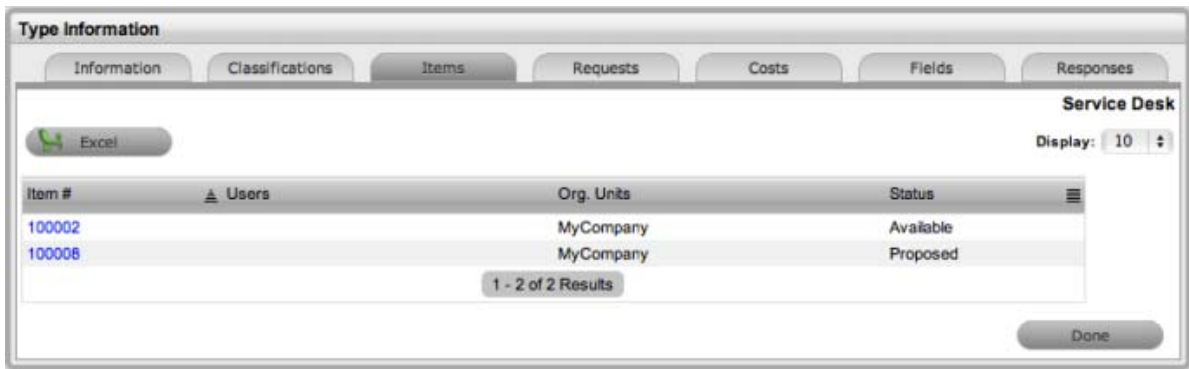 Type Information
Information Classifications Items Requests Costs Fields Responses
Service Desk
Excel Display: 10
Item # Users Org. Units Status
100002 MyCompany Available
100008 MyCompany Proposed
1 - 2 of 2 Results
Done